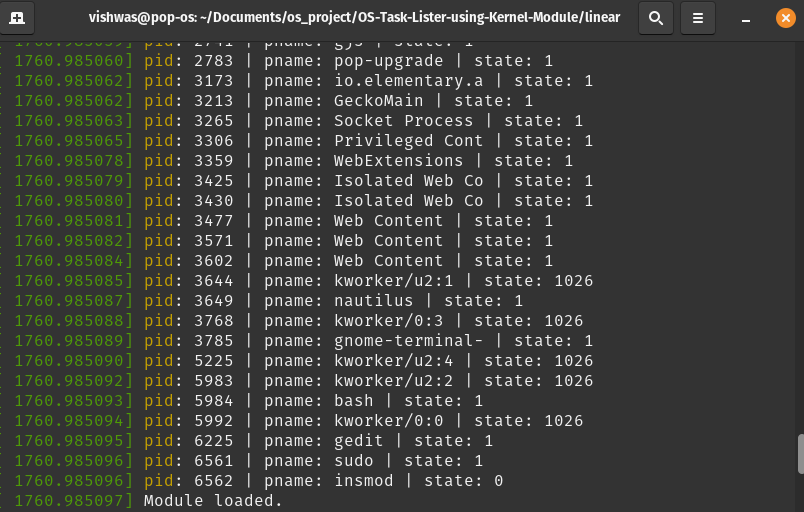 vishwas@pop-os: ~/Documents/os_project/OS-Task-Lister-using-Kernel-Module/linear
pid: 2741 | pname: gjs | state: 1
1760.985060] pid: 2783 | pname: pop-upgrade | state: 1
1760.985062] pid: 3173 | pname: io.elementary.a | state: 1
1760.985062] pid: 3213 | pname: GeckoMain | state: 1
1760.985063] pid: 3265 | pname: Socket Process | state: 1
1760.985065] pid: 3306 | pname: Privileged Cont | state: 1
1760.985078] pid: 3359 | pname: WebExtensions | state: 1
1760.985079] pid: 3425 | pname: Isolated Web Co | state: 1
1760.985080] pid: 3430 | pname: Isolated Web Co | state: 1
1760.985081] pid: 3477 | pname: Web Content | state: 1
1760.985082] pid: 3571 | pname: Web Content | state: 1
1760.985084] pid: 3602 | pname: Web Content | state: 1
1760.985085] pid: 3644 | pname: kworker/u2:1 | state: 1026
1760.985087] pid: 3649 | pname: nautilus | state: 1
1760.985088] pid: 3768 | pname: kworker/0:3 | state: 1026
1760.985089] pid: 3785 | pname: gnome-terminal- | state: 1
1760.985090] pid: 5225 | pname: kworker/u2:4 | state: 1026
1760.985092] pid: 5983 | pname: kworker/u2:2 | state: 1026
1760.985093] pid: 5984 | pname: bash | state: 1
1760.985094] pid: 5992 | pname: kworker/0:0 | state: 1026
1760.985095] pid: 6225 | pname: gedit | state: 1
1760.985096] pid: 6561 | pname: sudo | state: 1
1760.985096] pid: 6562 | pname: insmod | state: 0
1760.985097] Module loaded.